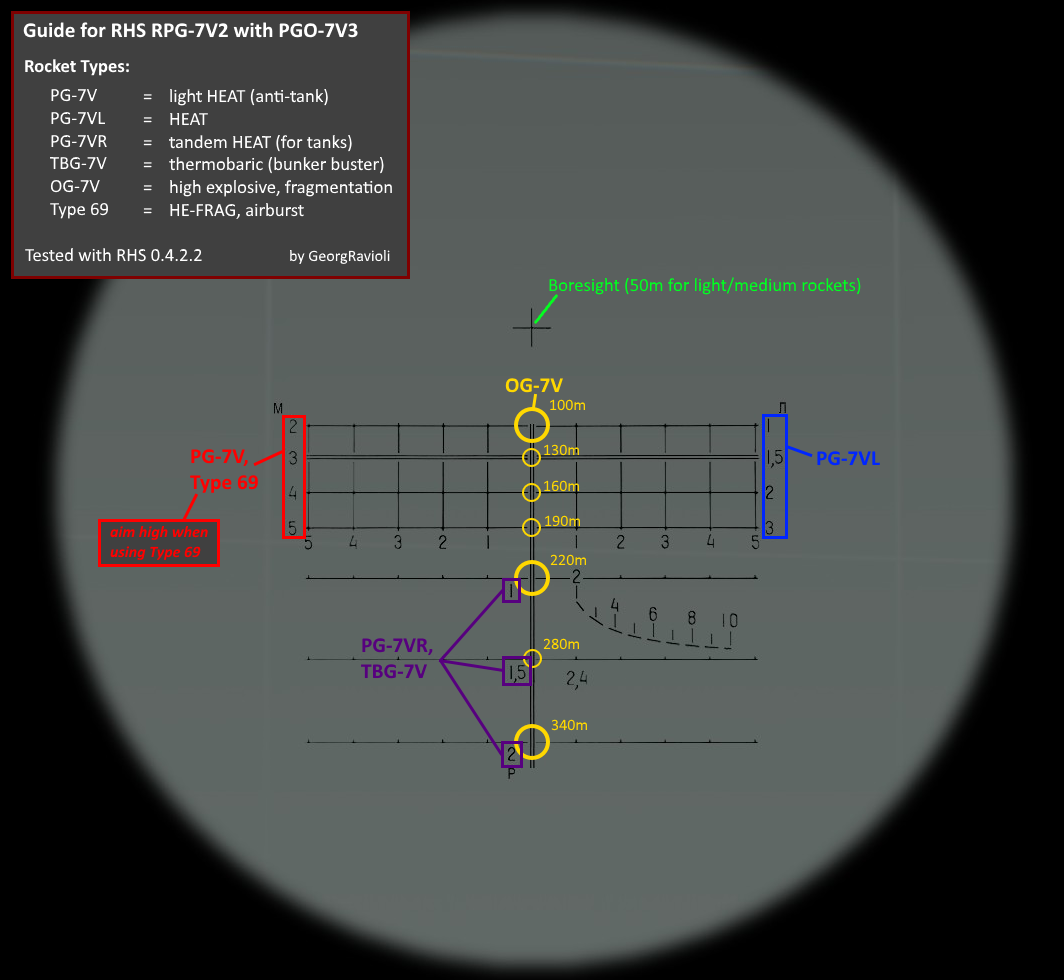 Guide for RHS RPG-7V2 with PGO-7V3
Rocket Types:
PG-7V = light HEAT (anti-tank)
PG-7VL = HEAT
PG-7VR = tandem HEAT (for tanks)
TBG-7V = thermobaric (bunker buster)
OG-7V = high explosive, fragmentation
Type 69 = HE-FRAG, airburst
Tested with RHS 0.4.2.2 by GeorgRavioli
Boresight (50m for light/medium rockets)
OG-7V
100m
М Л
2 1
130m
3 1,5
PG-7V,
Type 69
PG-7VL
160m
4 2
190m
5 3
aim high when
using Type 69
5 4 3 2 1 1 2 3 4 5
220m
1 2
4 6 8 10
PG-7VR,
TBG-7V
280m
1,5 2,4
340m
2
Р